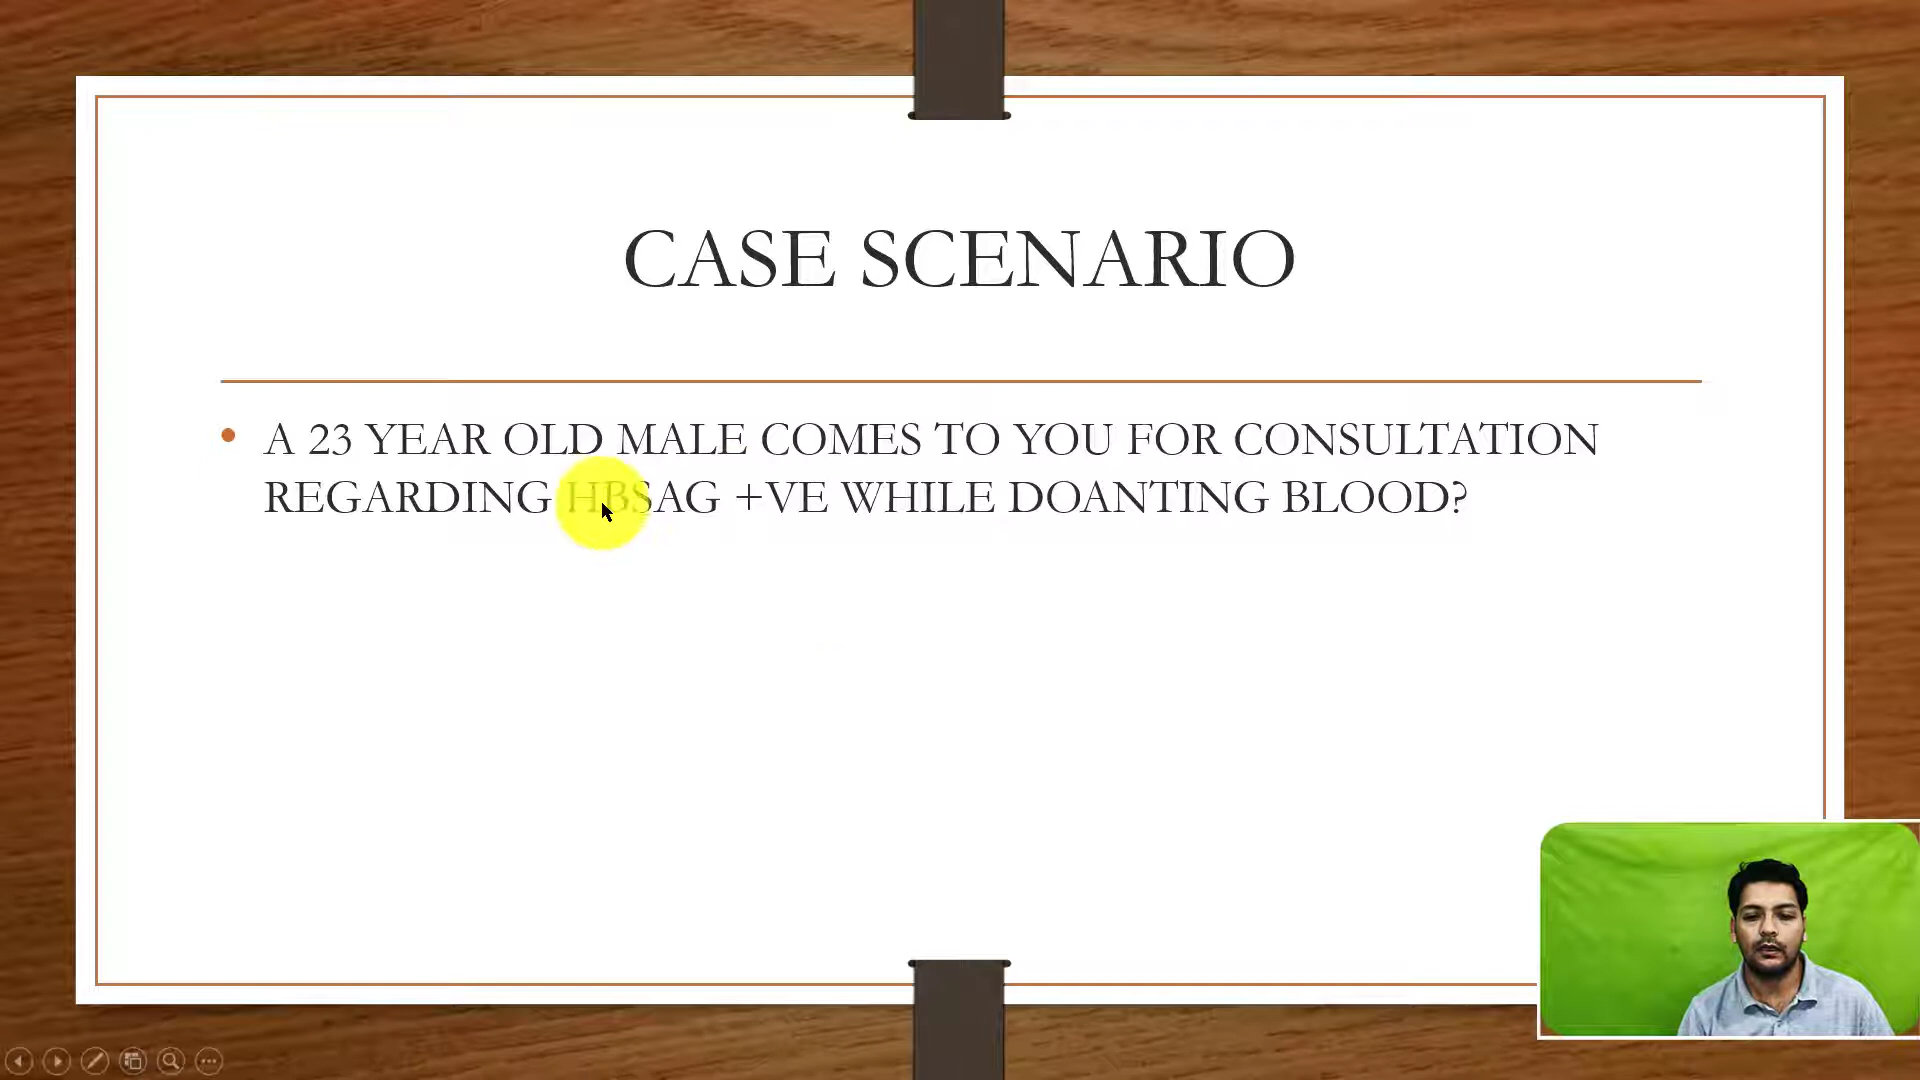 CASE SCENARIO
A 23 YEAR OLD MALE COMES TO YOU FOR CONSULTATION
REGARDING HBSAG +VE WHILE DOANTING BLOOD?